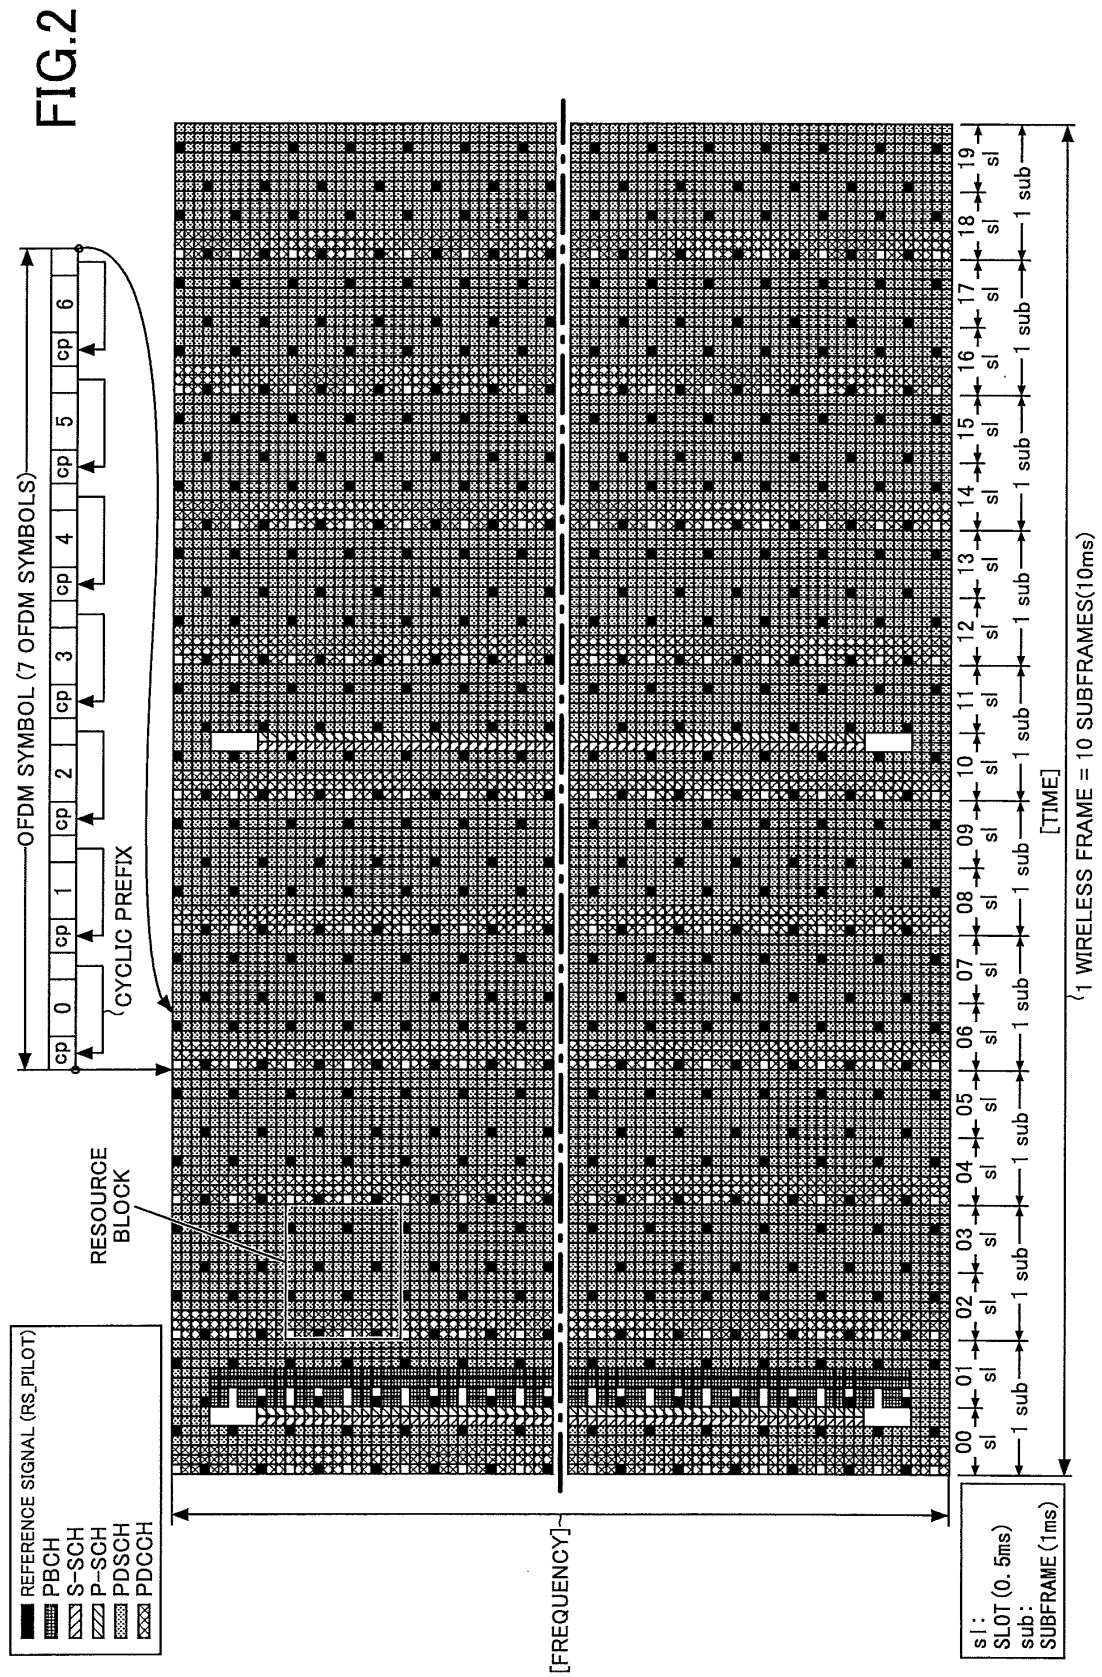 FIG.2
OFDM SYMBOL (7 OFDM SYMBOLS)
cp 0 cp 1 cp 2 cp 3 cp 4 cp 5 cp 6
CYCLIC PREFIX
RESOURCE
BLOCK
REFERENCE SIGNAL (RS_PILOT)
PBCH
S-SCH
P-SCH
PDSCH
PDCCH
[FREQUENCY]
00 01 02 03 04 05 06 07 08 09 10 11 12 13 14 15 16 17 18 19
sl sl sl sl sl sl sl sl sl sl sl sl sl sl sl sl sl sl sl sl
1 sub 1 sub 1 sub 1 sub 1 sub 1 sub 1 sub 1 sub 1 sub 1 sub
[TIME]
1 WIRELESS FRAME = 10 SUBFRAMES(10ms)
sl:
SLOT(0.5ms)
sub:
SUBFRAME(1ms)